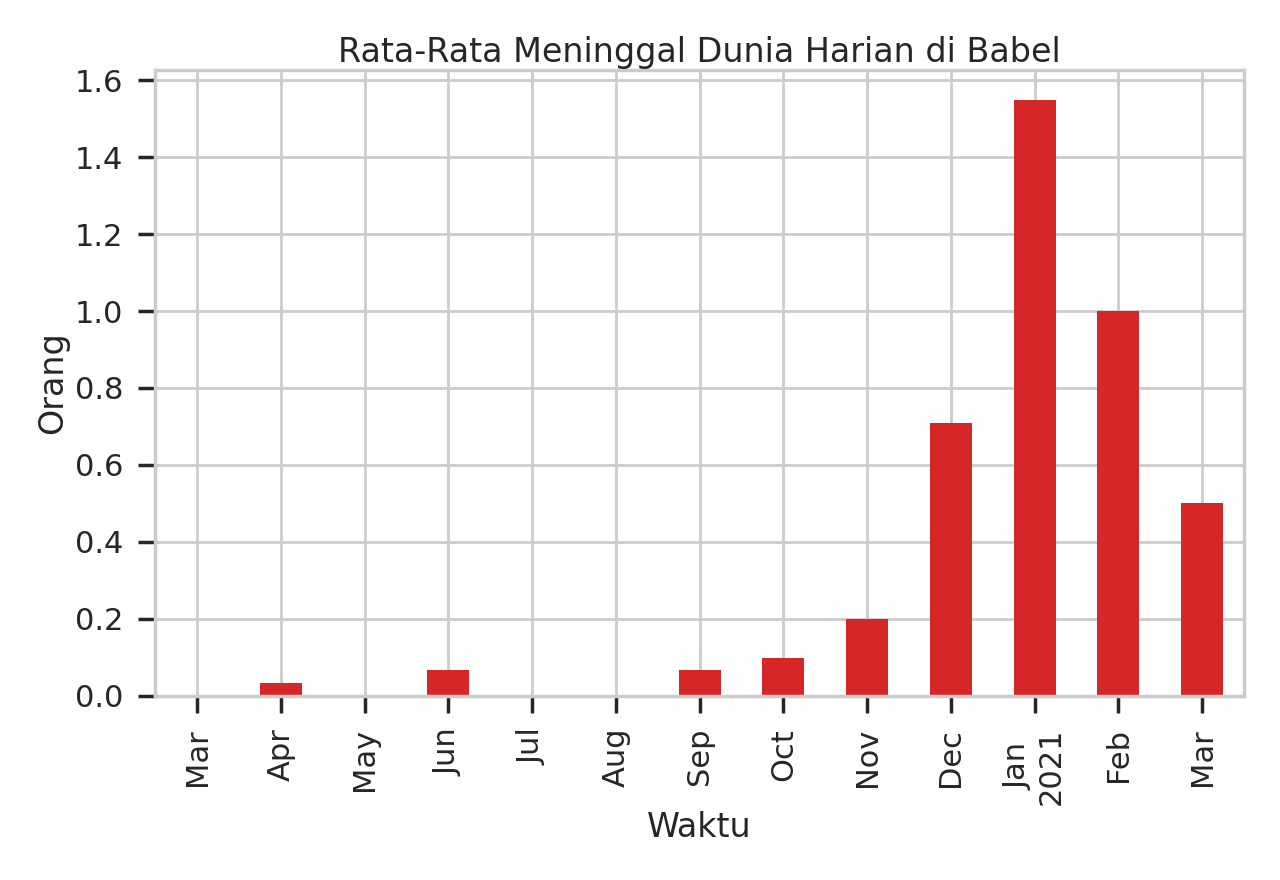 Rata-Rata Meninggal Dunia Harian di Babel
1.6
1.4
1.2
1.0
0.8
0.6
0.4
0.2
0.0
Orang
Mar
Apr
May
Jun
Jul
Aug
Sep
Oct
Nov
Dec
Jan
2021
Feb
Mar
Waktu